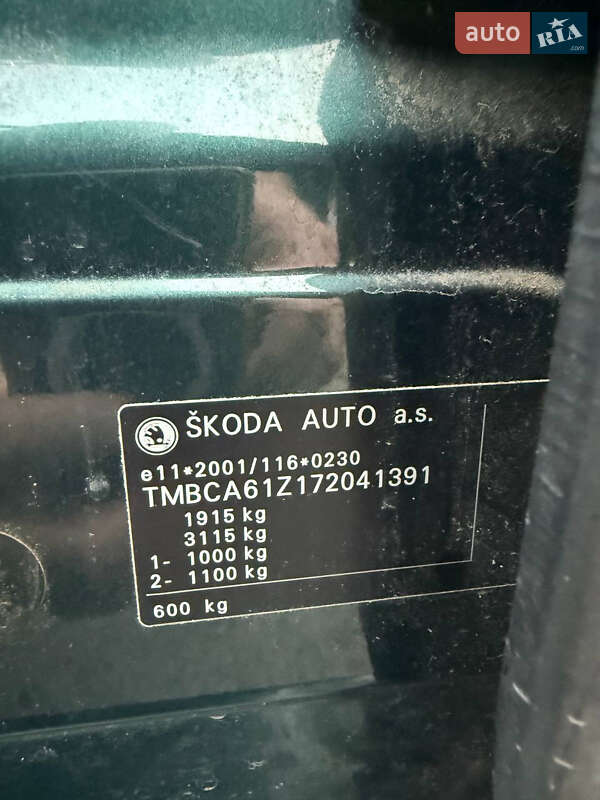 auto RIA .com
ŠKODA AUTO a.s.
e11*2001/116*0230
TMBCA61Z172041391
1915 kg
3115 kg
1- 1000 kg
2- 1100 kg
600 kg